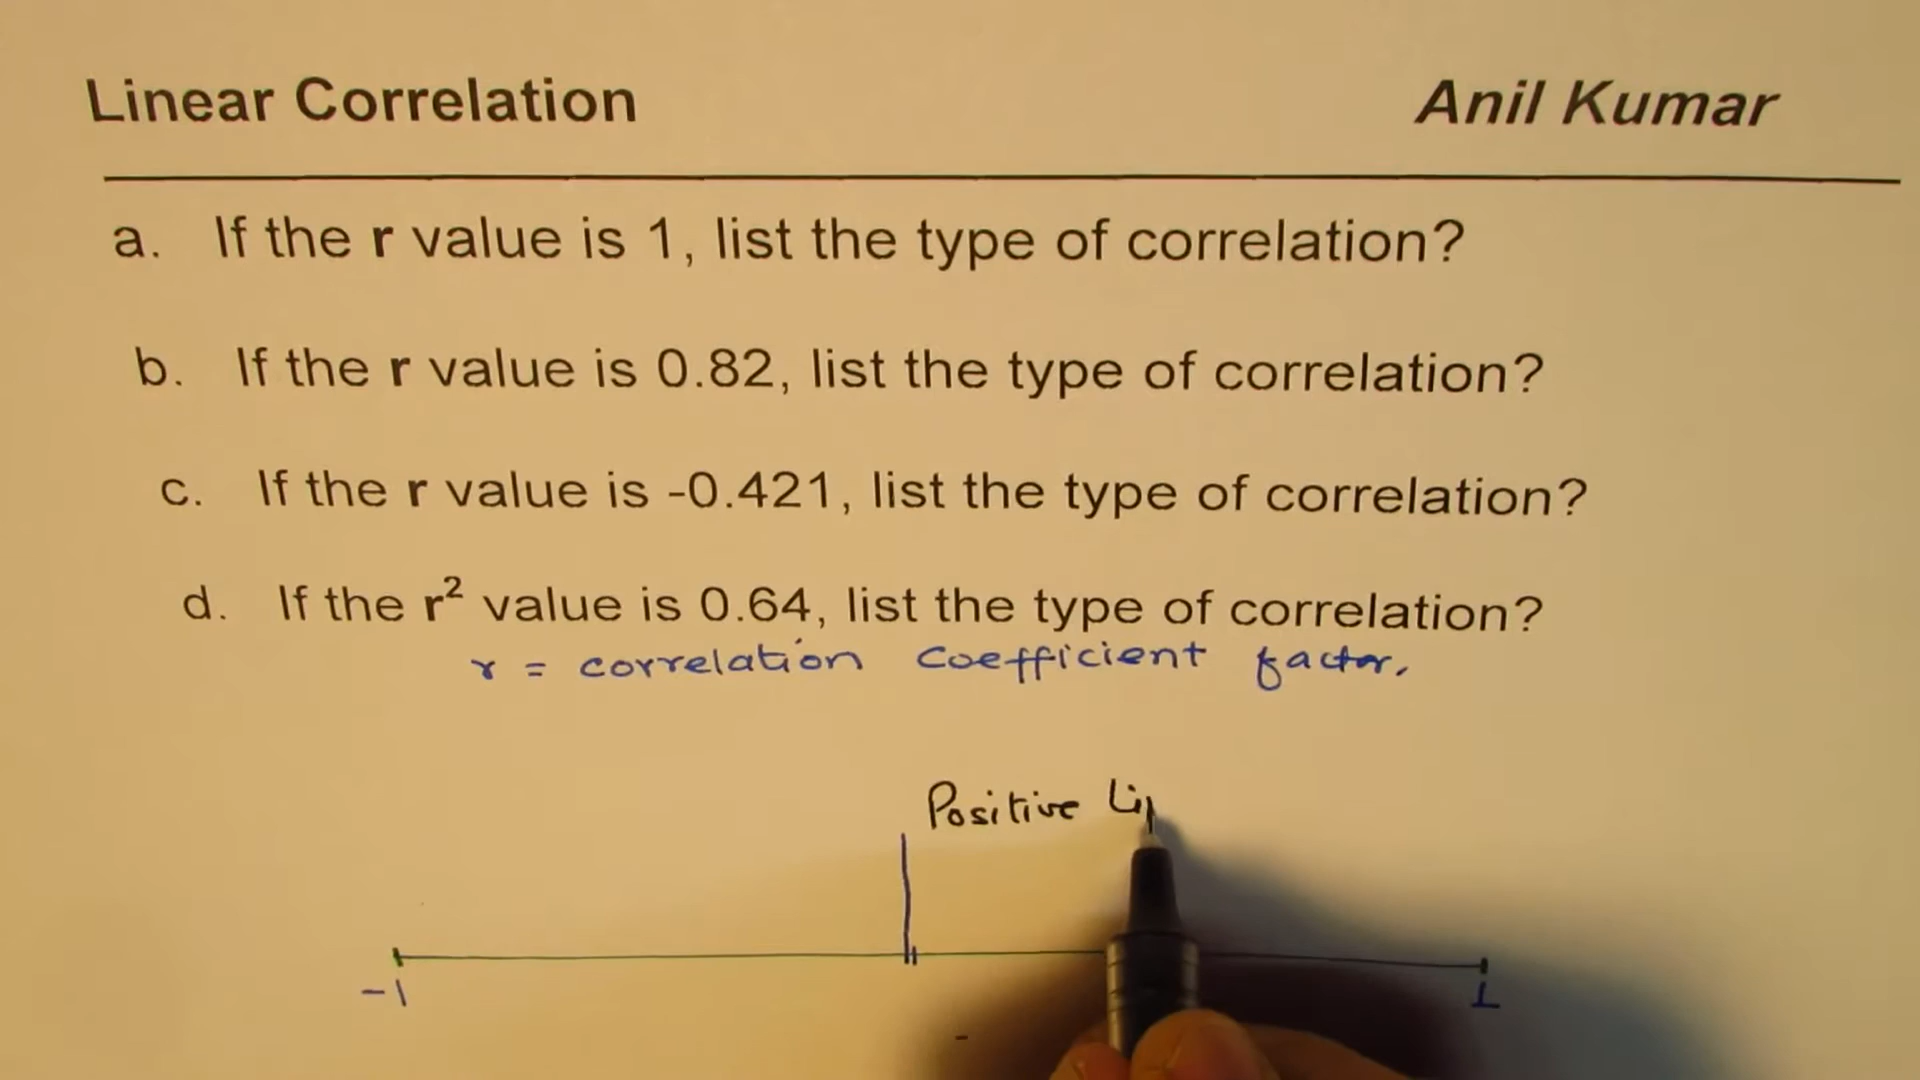 Linear Correlation Anil Kumar
a. If the r value is 1, list the type of correlation?
b. If the r value is 0.82, list the type of correlation?
c. If the r value is -0.421, list the type of correlation?
d. If the r² value is 0.64, list the type of correlation?
r = correlation coefficient factor.
Positive
-1 1